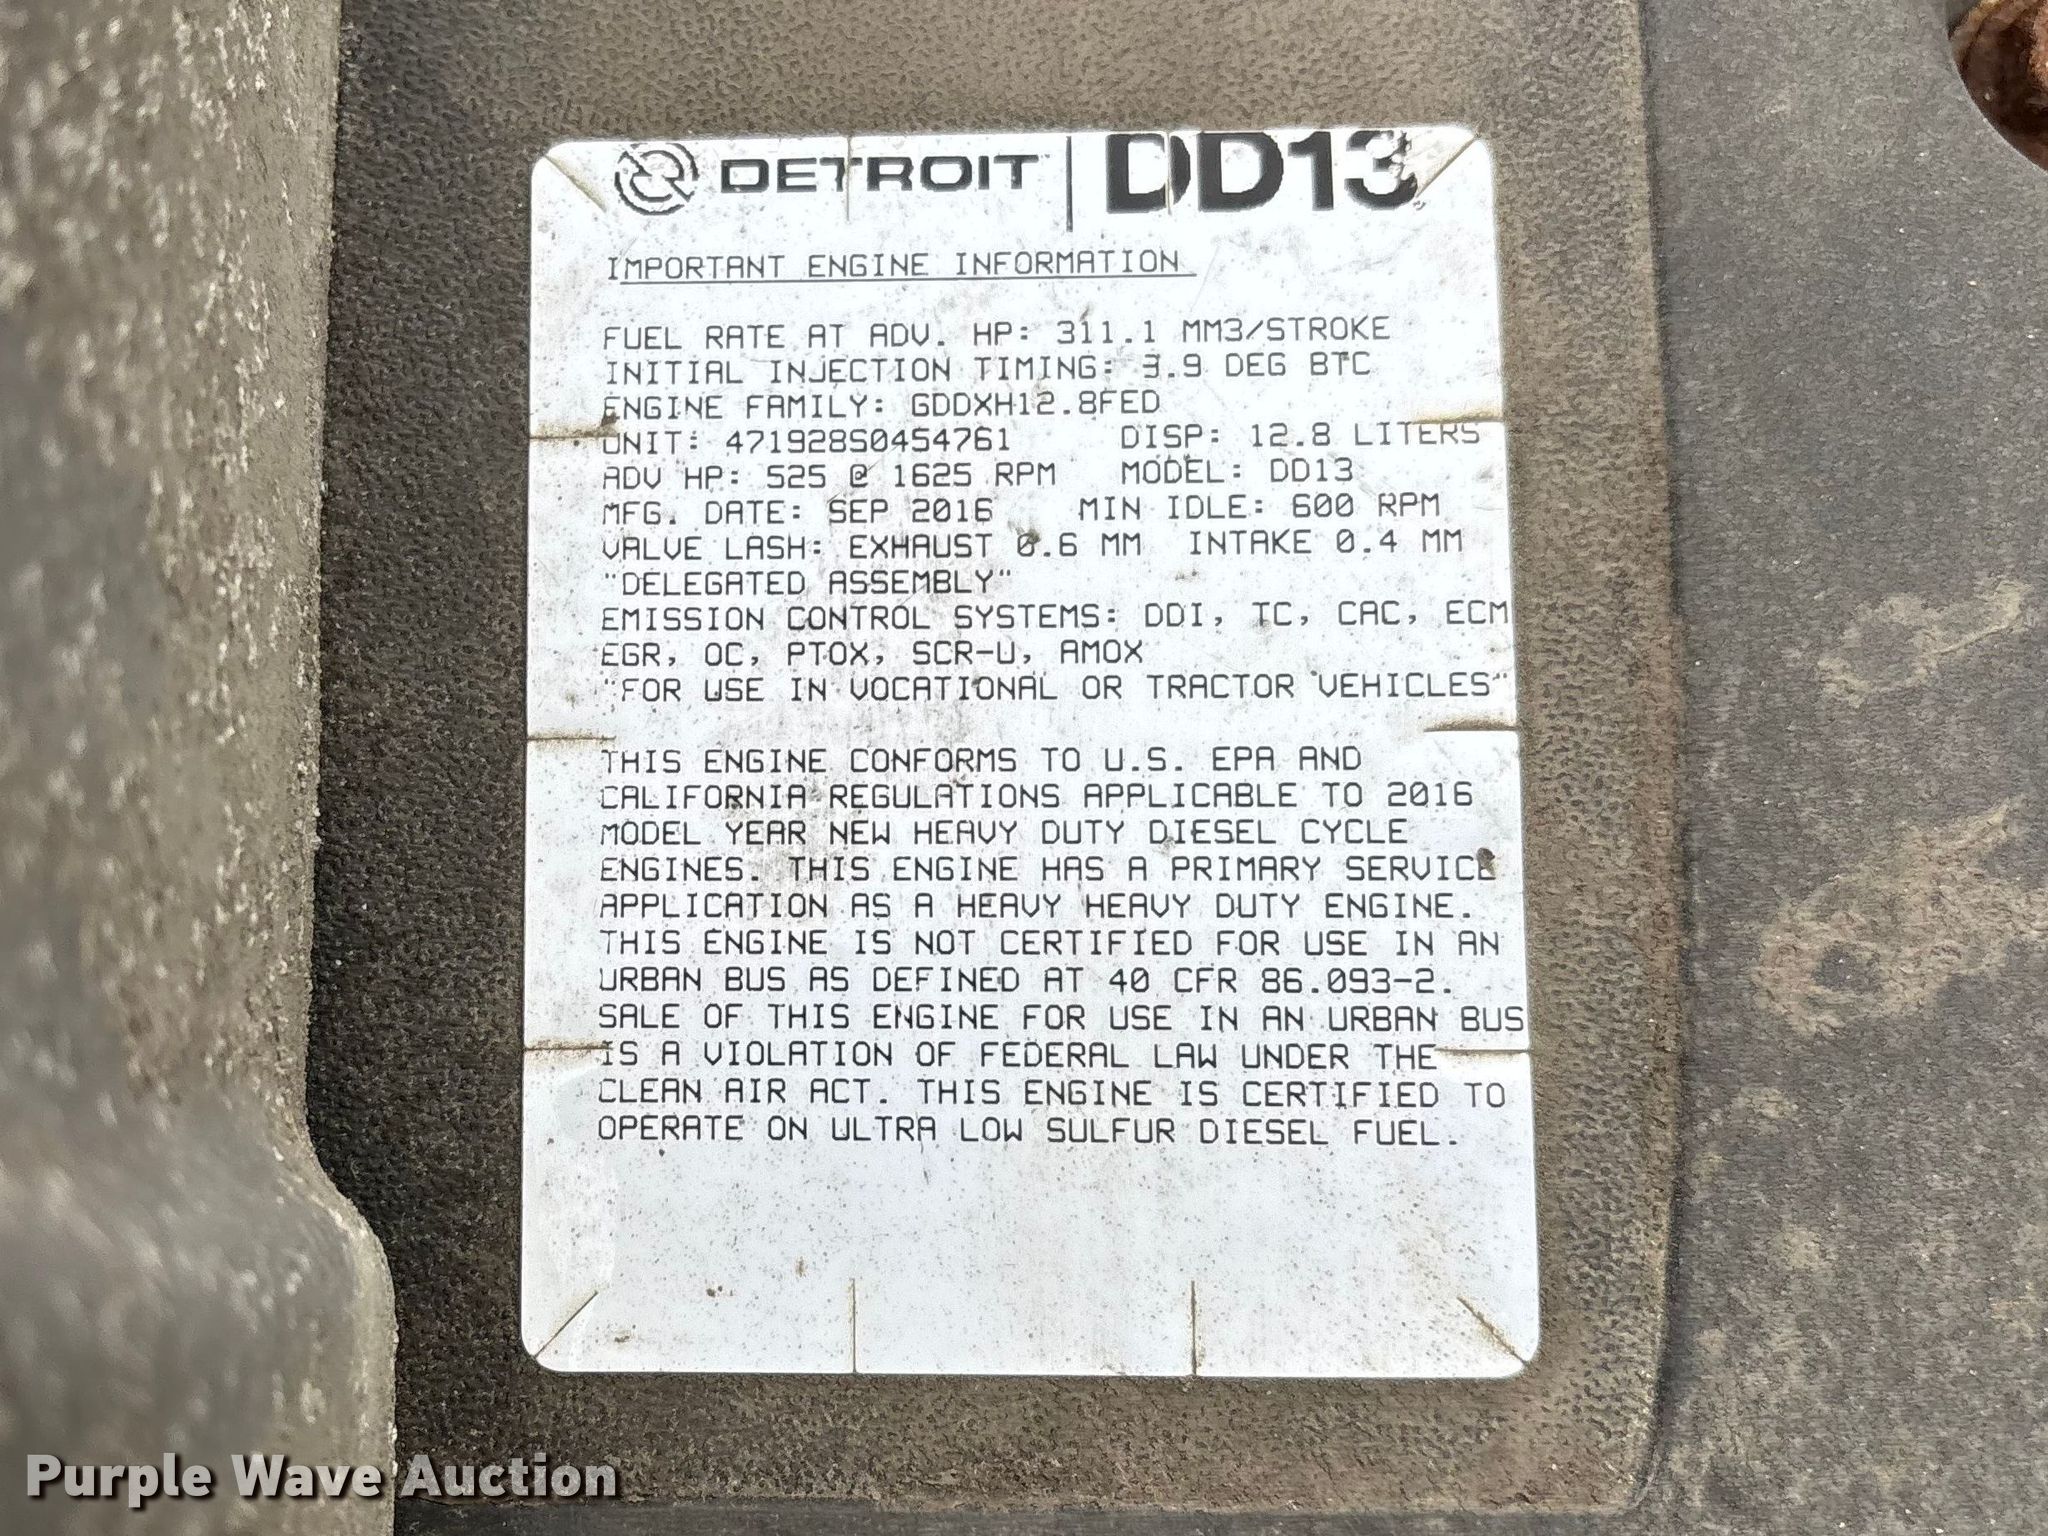 DETROIT | DD13
IMPORTANT ENGINE INFORMATION
FUEL RATE AT ADV. HP: 311.1 MM3/STROKE
INITIAL INJECTION TIMING: 3.9 DEG BTC
ENGINE FAMILY: GDDXH12.8FED
UNIT: 471928S0454761 DISP: 12.8 LITERS
ADV HP: 525 @ 1625 RPM MODEL: DD13
MFG. DATE: SEP 2016 MIN IDLE: 600 RPM
VALVE LASH: EXHAUST 0.6 MM INTAKE 0.4 MM
"DELEGATED ASSEMBLY"
EMISSION CONTROL SYSTEMS: DDI, TC, CAC, ECM
EGR, OC, PTOX, SCR-U, AMOX
"FOR USE IN VOCATIONAL OR TRACTOR VEHICLES"
THIS ENGINE CONFORMS TO U.S. EPA AND
CALIFORNIA REGULATIONS APPLICABLE TO 2016
MODEL YEAR NEW HEAVY DUTY DIESEL CYCLE
ENGINES. THIS ENGINE HAS A PRIMARY SERVICE
APPLICATION AS A HEAVY HEAVY DUTY ENGINE.
THIS ENGINE IS NOT CERTIFIED FOR USE IN AN
URBAN BUS AS DEFINED AT 40 CFR 86.093-2.
SALE OF THIS ENGINE FOR USE IN AN URBAN BUS
IS A VIOLATION OF FEDERAL LAW UNDER THE
CLEAN AIR ACT. THIS ENGINE IS CERTIFIED TO
OPERATE ON ULTRA LOW SULFUR DIESEL FUEL.
Purple Wave Auction